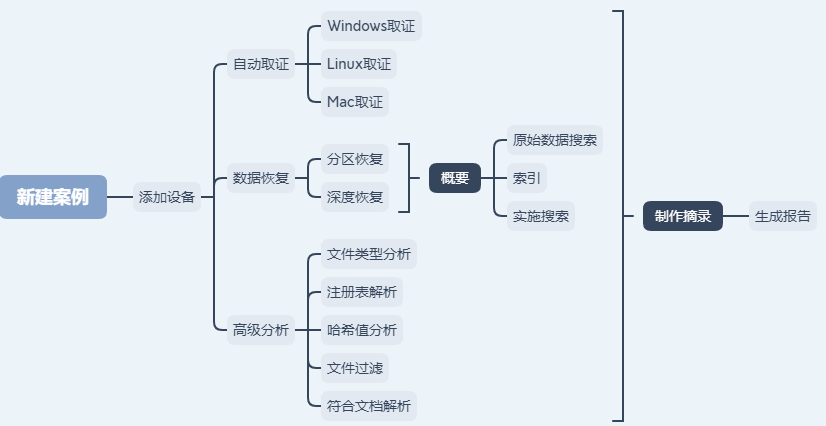 新建案例
添加设备
自动取证
Windows取证
Linux取证
Mac取证
数据恢复
分区恢复
深度恢复
概要
原始数据搜索
索引
实施搜索
高级分析
文件类型分析
注册表解析
哈希值分析
文件过滤
符合文档解析
制作摘录
生成报告